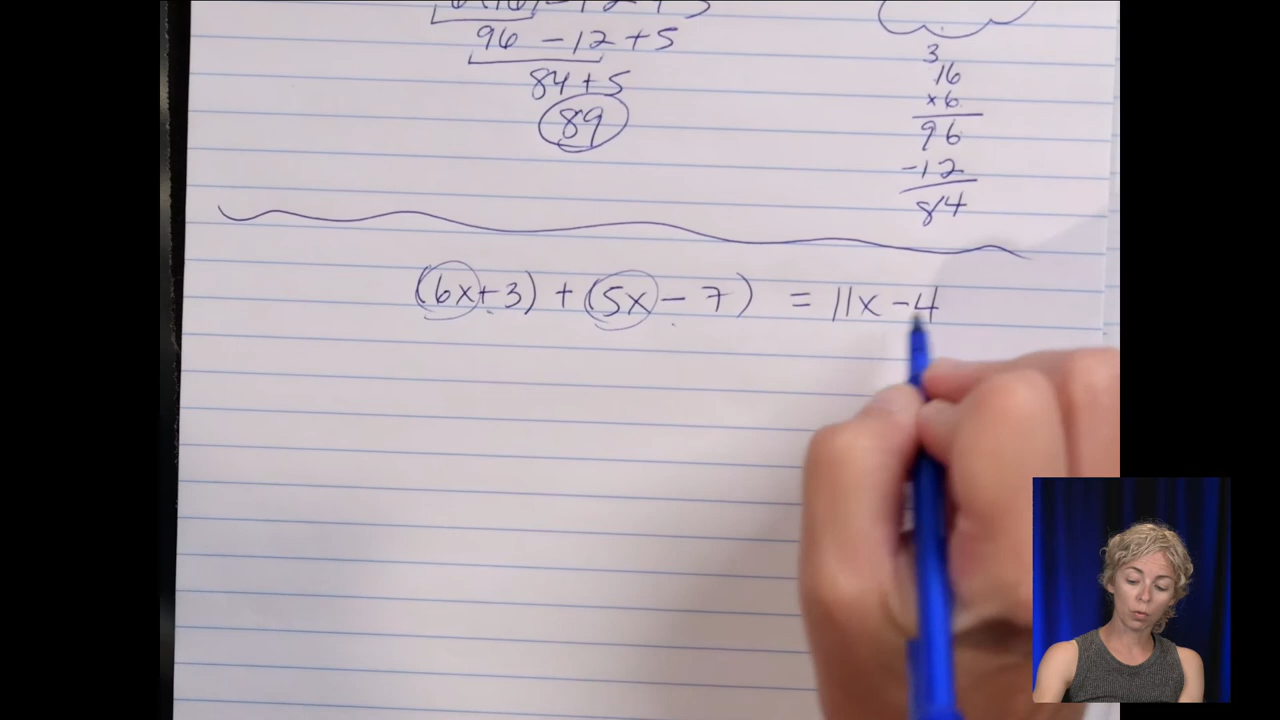 96 - 12 + 5
84 + 5
89
3
16
×6
96
-12
84
(6x+3) + (5x - 7) = 11x - 4